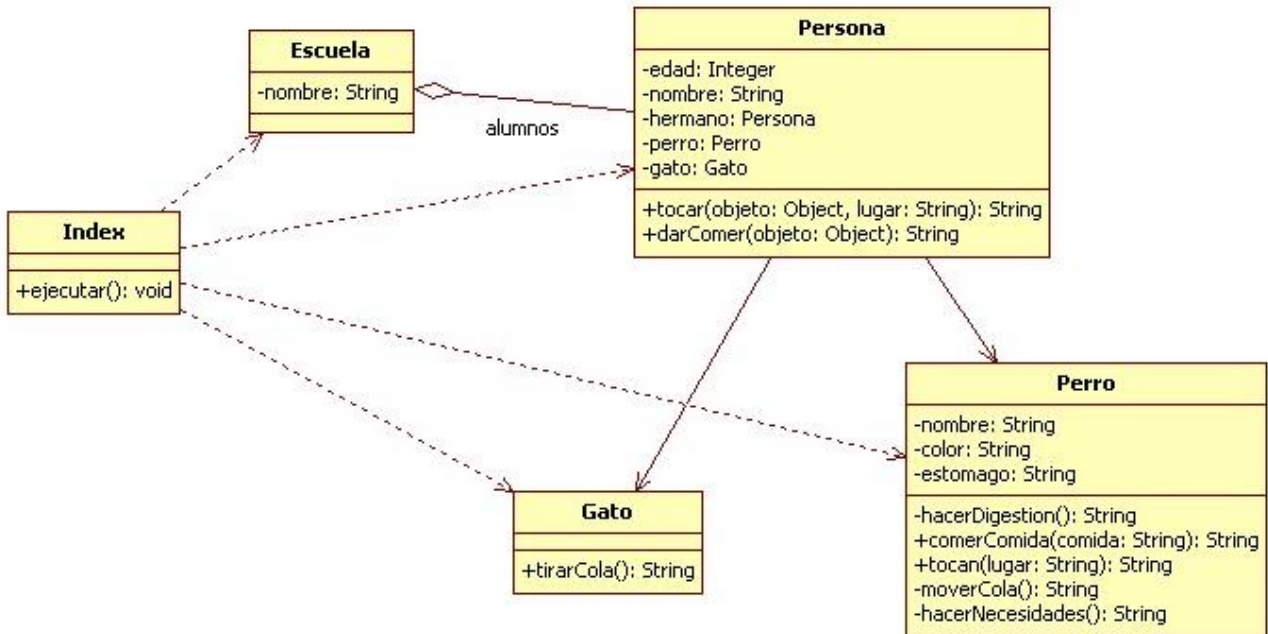 Escuela
-nombre: String
alumnos
Persona
-edad: Integer
-nombre: String
-hermano: Persona
-perro: Perro
-gato: Gato
+tocar(objeto: Object, lugar: String): String
+darComer(objeto: Object): String
Index
+ejecutar(): void
Gato
+tirarCola(): String
Perro
-nombre: String
-color: String
-estomago: String
-hacerDigestion(): String
+comerComida(comida: String): String
+tocan(lugar: String): String
-moverCola(): String
-hacerNecesidades(): String